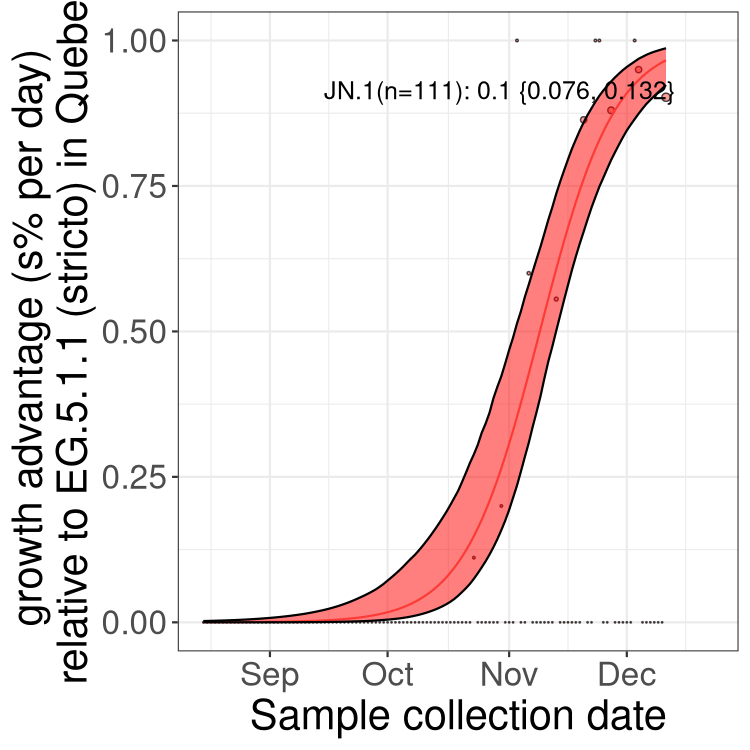 growth advantage (s% per day)
relative to EG.5.1.1 (stricto) in Quebe
1.00
0.75
0.50
0.25
0.00
JN.1(n=111): 0.1 {0.076, 0.132}
Sep Oct Nov Dec
Sample collection date